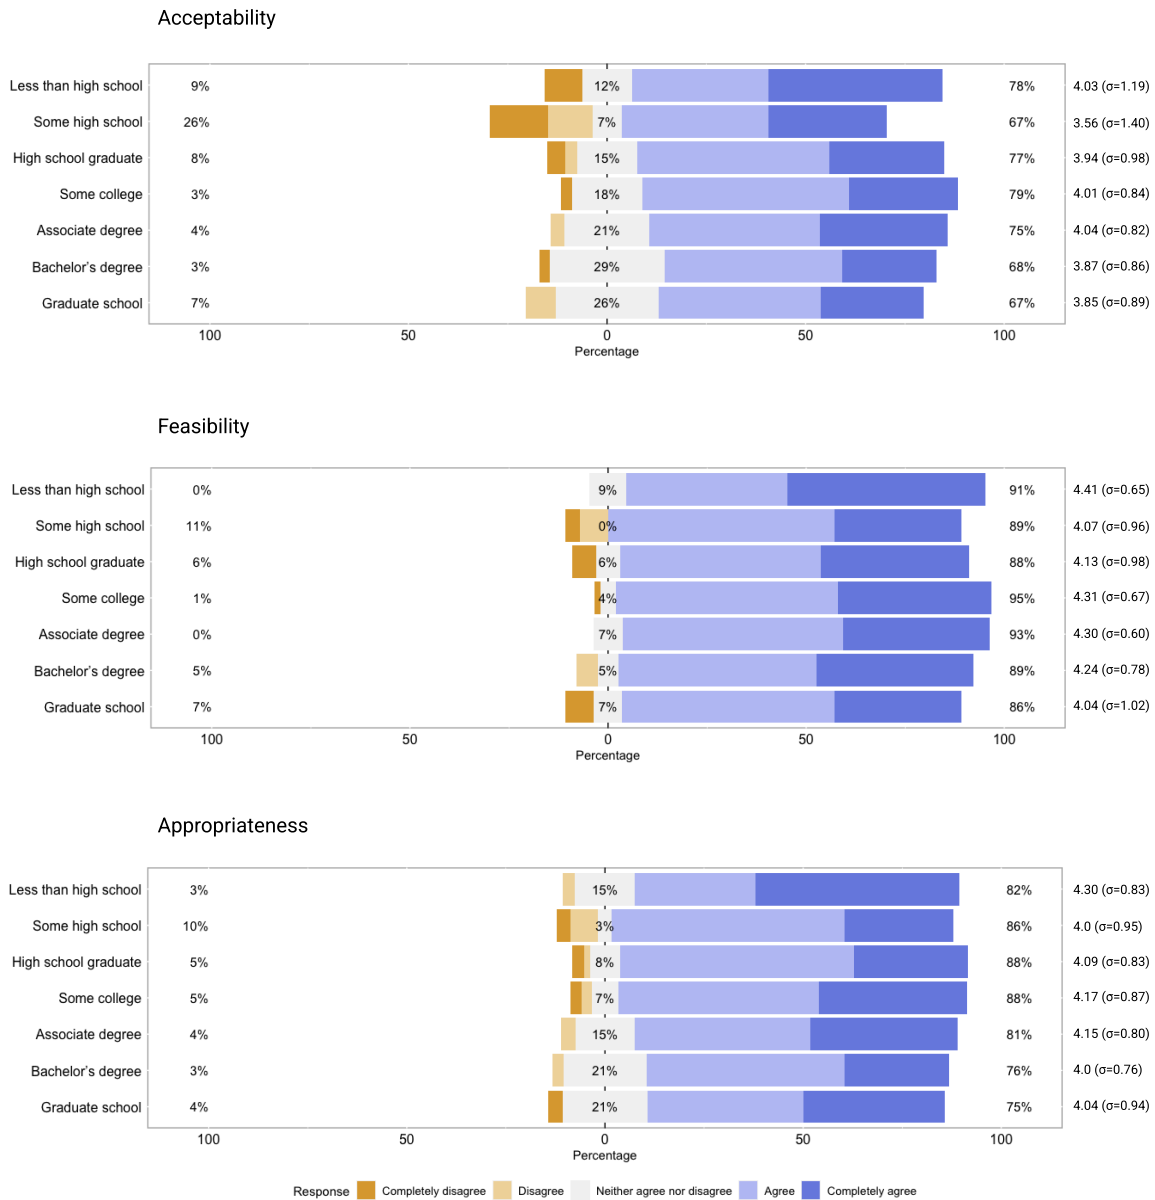 Acceptability
Less than high school 9% 12% 78% 4.03 (σ=1.19)
Some high school 26% 7% 67% 3.56 (σ=1.40)
High school graduate 8% 15% 77% 3.94 (σ=0.98)
Some college 3% 18% 79% 4.01 (σ=0.84)
Associate degree 4% 21% 75% 4.04 (σ=0.82)
Bachelor's degree 3% 29% 68% 3.87 (σ=0.86)
Graduate school 7% 26% 67% 3.85 (σ=0.89)
100 50 0 50 100
Percentage
Feasibility
Less than high school 0% 9% 91% 4.41 (σ=0.65)
Some high school 11% 0% 89% 4.07 (σ=0.96)
High school graduate 6% 6% 88% 4.13 (σ=0.98)
Some college 1% 4% 95% 4.31 (σ=0.67)
Associate degree 0% 7% 93% 4.30 (σ=0.60)
Bachelor's degree 5% 5% 89% 4.24 (σ=0.78)
Graduate school 7% 7% 86% 4.04 (σ=1.02)
100 50 0 50 100
Percentage
Appropriateness
Less than high school 3% 15% 82% 4.30 (σ=0.83)
Some high school 10% 3% 86% 4.0 (σ=0.95)
High school graduate 5% 8% 88% 4.09 (σ=0.83)
Some college 5% 7% 88% 4.17 (σ=0.87)
Associate degree 4% 15% 81% 4.15 (σ=0.80)
Bachelor's degree 3% 21% 76% 4.0 (σ=0.76)
Graduate school 4% 21% 75% 4.04 (σ=0.94)
100 50 0 50 100
Percentage
Response Completely disagree Disagree Neither agree nor disagree Agree Completely agree